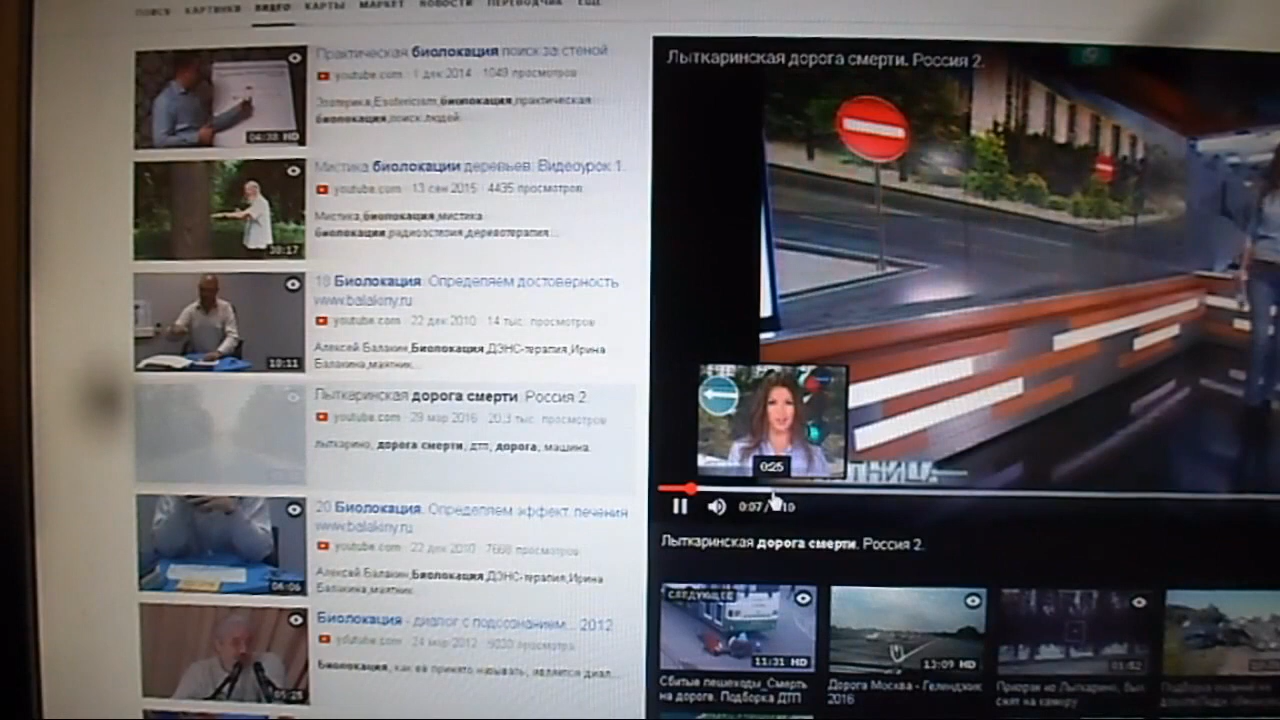 ПОИСК КАРТИНКИ ВИДЕО КАРТЫ МАРКЕТ НОВОСТИ ПЕРЕВОДЧИК ЕЩЁ
Практическая биолокация поиск за стеной
youtube.com · 1 дек 2014 · 1049 просмотров
Эзотерика,Esotericism,биолокация,практическая
биолокация,поиск людей
04:38 HD
Мистика биолокации деревьев. Видеоурок 1.
youtube.com · 13 сен 2015 · 4435 просмотров
Мистика,биолокация,мистика
биолокации,радиоэстезия,деревотерапия...
30:17
18 Биолокация. Определяем достоверность
www.balakiny.ru
youtube.com · 22 дек 2010 · 14 тыс. просмотров
Алексей Балакин,Биолокация,ДЭНС-терапия,Ирина
Балакина,маятник...
10:11
Лыткаринская дорога смерти. Россия 2.
youtube.com · 29 мар 2016 · 20,3 тыс. просмотров
лыткарино, дорога смерти, дтп, дорога, машина
20 Биолокация. Определяем эффект лечения
www.balakiny.ru
youtube.com · 22 дек 2010 · 7668 просмотров
Алексей Балакин,Биолокация,ДЭНС-терапия,Ирина
Балакина,маятник
06:06
Биолокация - диалог с подсознанием... 2012
youtube.com · 24 мар 2012 · просмотров
Биолокация, как её принято называть, является диал...
05:25
Лыткаринская дорога смерти. Россия 2.
0:25
0:07 /
Лыткаринская дорога смерти. Россия 2.
СЛЕДУЮЩЕЕ
11:31 HD
13:09 HD
01:52
Сбитые пешеходы_Смерть
на дороге. Подборка ДТП
Дорога Москва - Геленджик
2016
Призрак из Лыткарино, был
снят на камеру